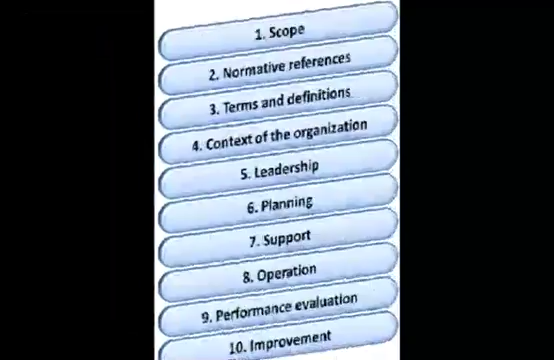 1. Scope
2. Normative references
3. Terms and definitions
4. Context of the organization
5. Leadership
6. Planning
7. Support
8. Operation
9. Performance evaluation
10. Improvement